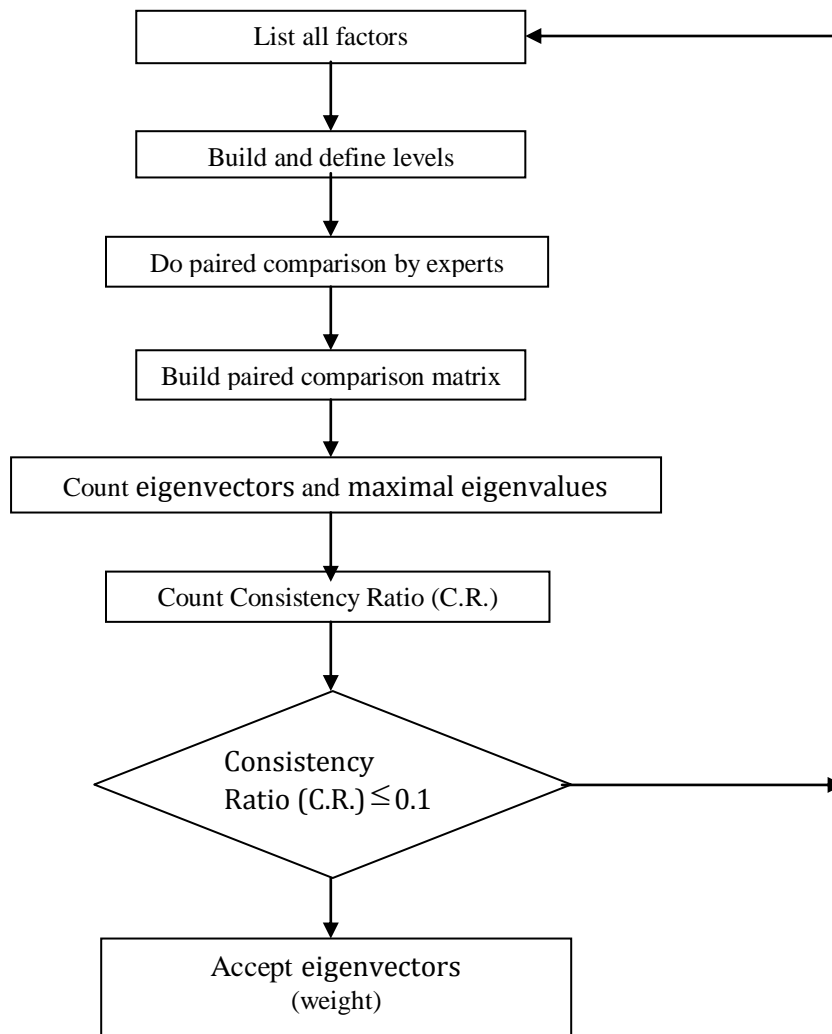 List all factors
Build and define levels
Do paired comparison by experts
Build paired comparison matrix
Count eigenvectors and maximal eigenvalues
Count Consistency Ratio (C.R.)
Consistency
Ratio (C.R.)≦0.1
Accept eigenvectors
(weight)